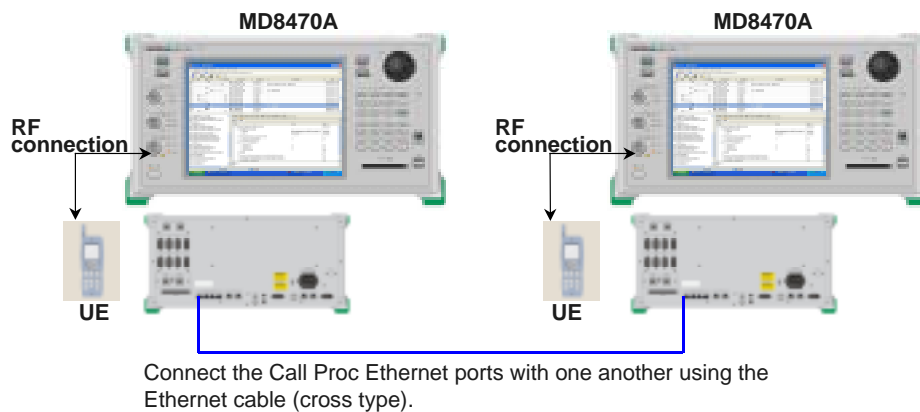 MD8470A
MD8470A
RF
connection
RF
connection
UE
UE
Connect the Call Proc Ethernet ports with one another using the
Ethernet cable (cross type).